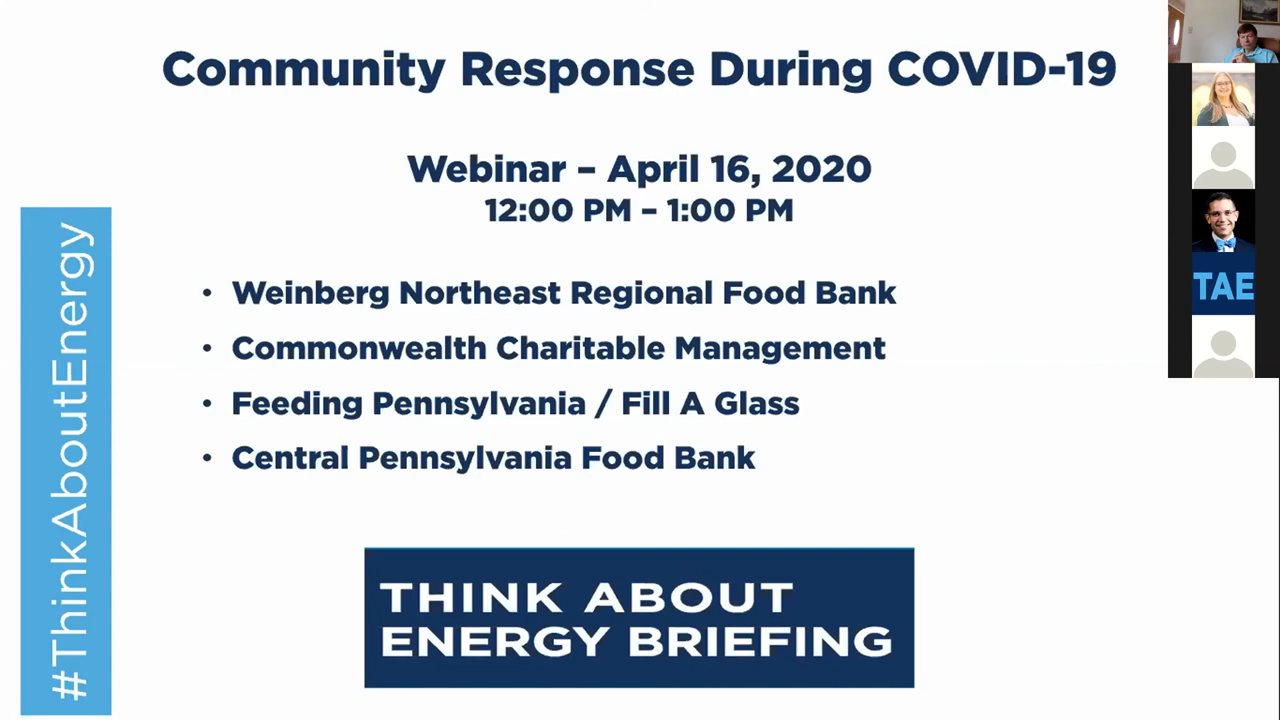 Community Response During COVID-19
Webinar – April 16, 2020
12:00 PM – 1:00 PM
• Weinberg Northeast Regional Food Bank
• Commonwealth Charitable Management
• Feeding Pennsylvania / Fill A Glass
• Central Pennsylvania Food Bank
#ThinkAboutEnergy
THINK ABOUT
ENERGY BRIEFING
TAE